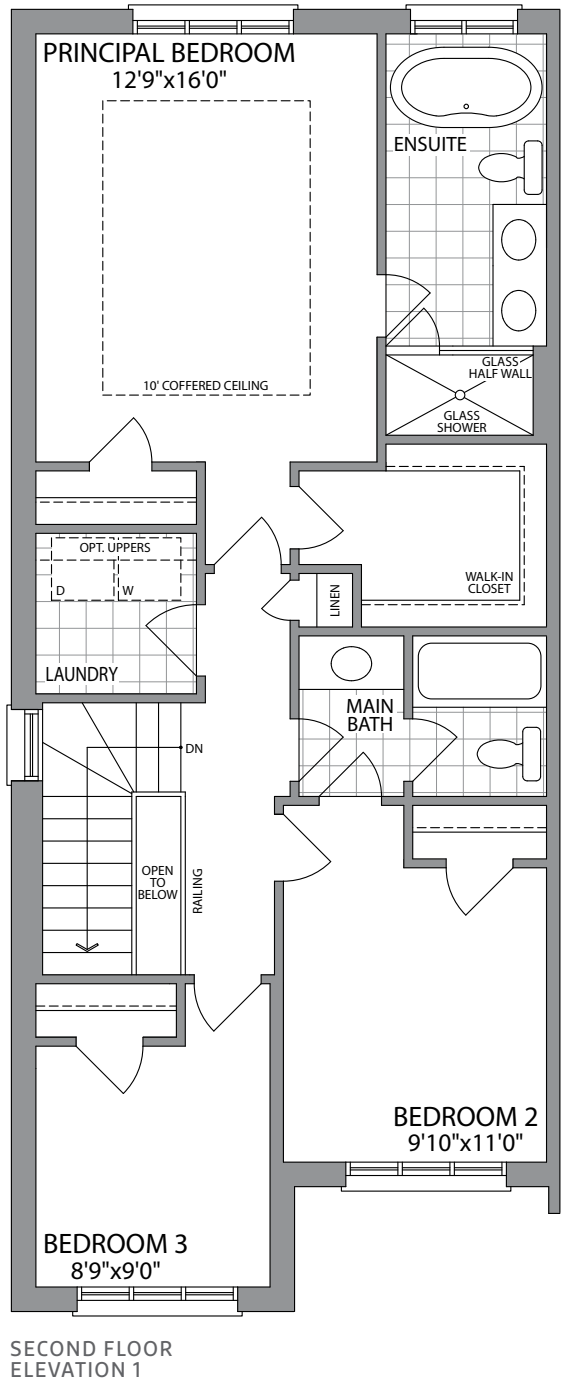 PRINCIPAL BEDROOM
12'9"x16'0"
ENSUITE
10' COFFERED CEILING
GLASS
HALF WALL
GLASS
SHOWER
OPT. UPPERS
D
W
LAUNDRY
LINEN
WALK-IN
CLOSET
MAIN
BATH
DN
OPEN
TO
BELOW
RAILING
BEDROOM 2
9'10"x11'0"
BEDROOM 3
8'9"x9'0"
SECOND FLOOR
ELEVATION 1